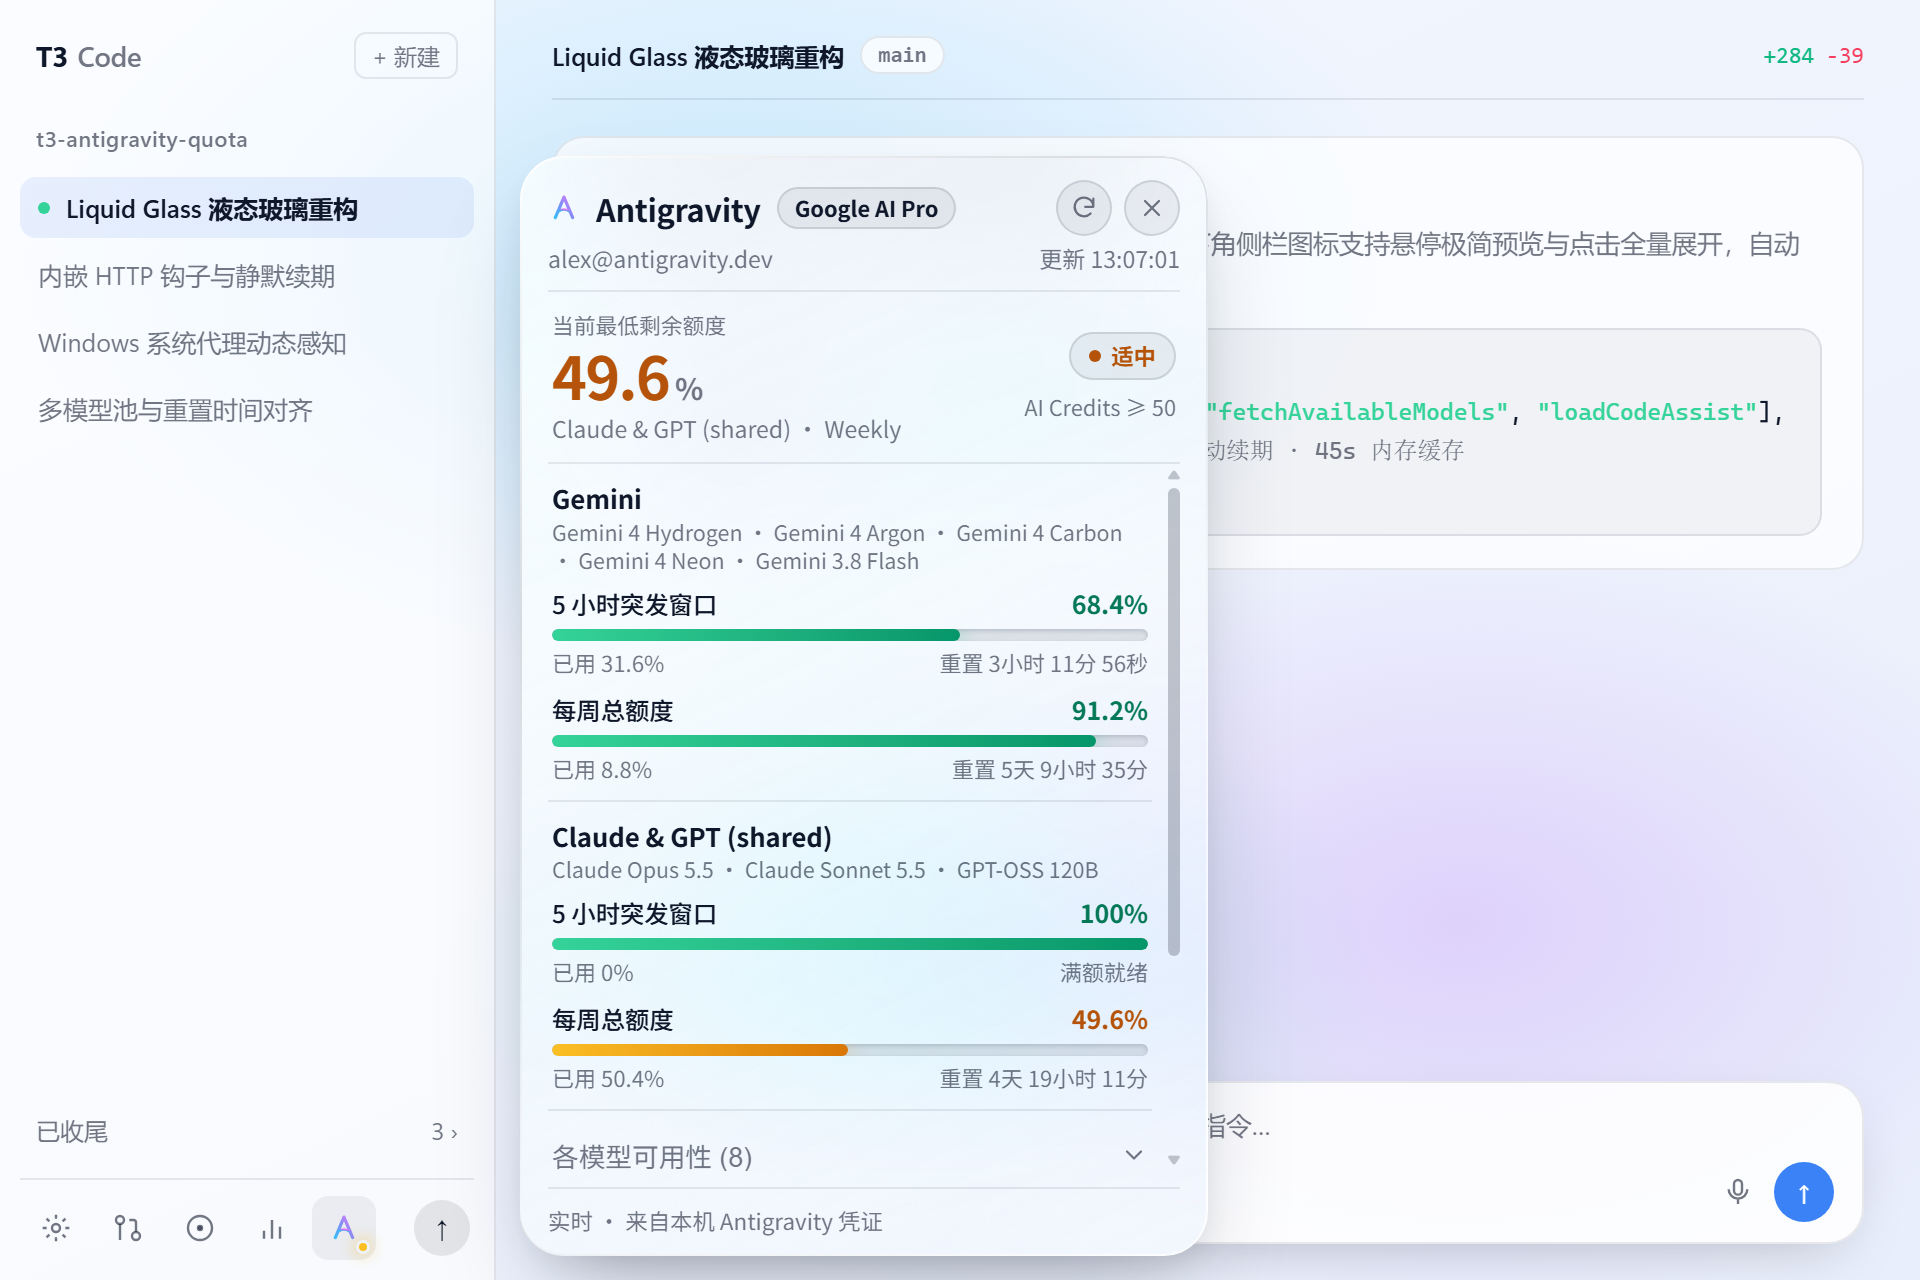 T3 Code
+ 新建
t3-antigravity-quota
Liquid Glass 液态玻璃重构
内嵌 HTTP 钩子与静默续期
Windows 系统代理动态感知
多模型池与重置时间对齐
已收尾
3 ›
↑
Liquid Glass 液态玻璃重构
main
+284 -39
角侧栏图标支持悬停极简预览与点击全量展开，自动
"fetchAvailableModels", "loadCodeAssist"],
动续期 · 45s 内存缓存
指令...
↑
Antigravity
Google AI Pro
alex@antigravity.dev
更新 13:07:01
当前最低剩余额度
49.6 %
适中
AI Credits ≥ 50
Claude & GPT (shared) • Weekly
Gemini
Gemini 4 Hydrogen • Gemini 4 Argon • Gemini 4 Carbon
• Gemini 4 Neon • Gemini 3.8 Flash
5 小时突发窗口
68.4%
已用 31.6%
重置 3小时 11分 56秒
每周总额度
91.2%
已用 8.8%
重置 5天 9小时 35分
Claude & GPT (shared)
Claude Opus 5.5 • Claude Sonnet 5.5 • GPT-OSS 120B
5 小时突发窗口
100%
已用 0%
满额就绪
每周总额度
49.6%
已用 50.4%
重置 4天 19小时 11分
各模型可用性 (8)
实时 • 来自本机 Antigravity 凭证